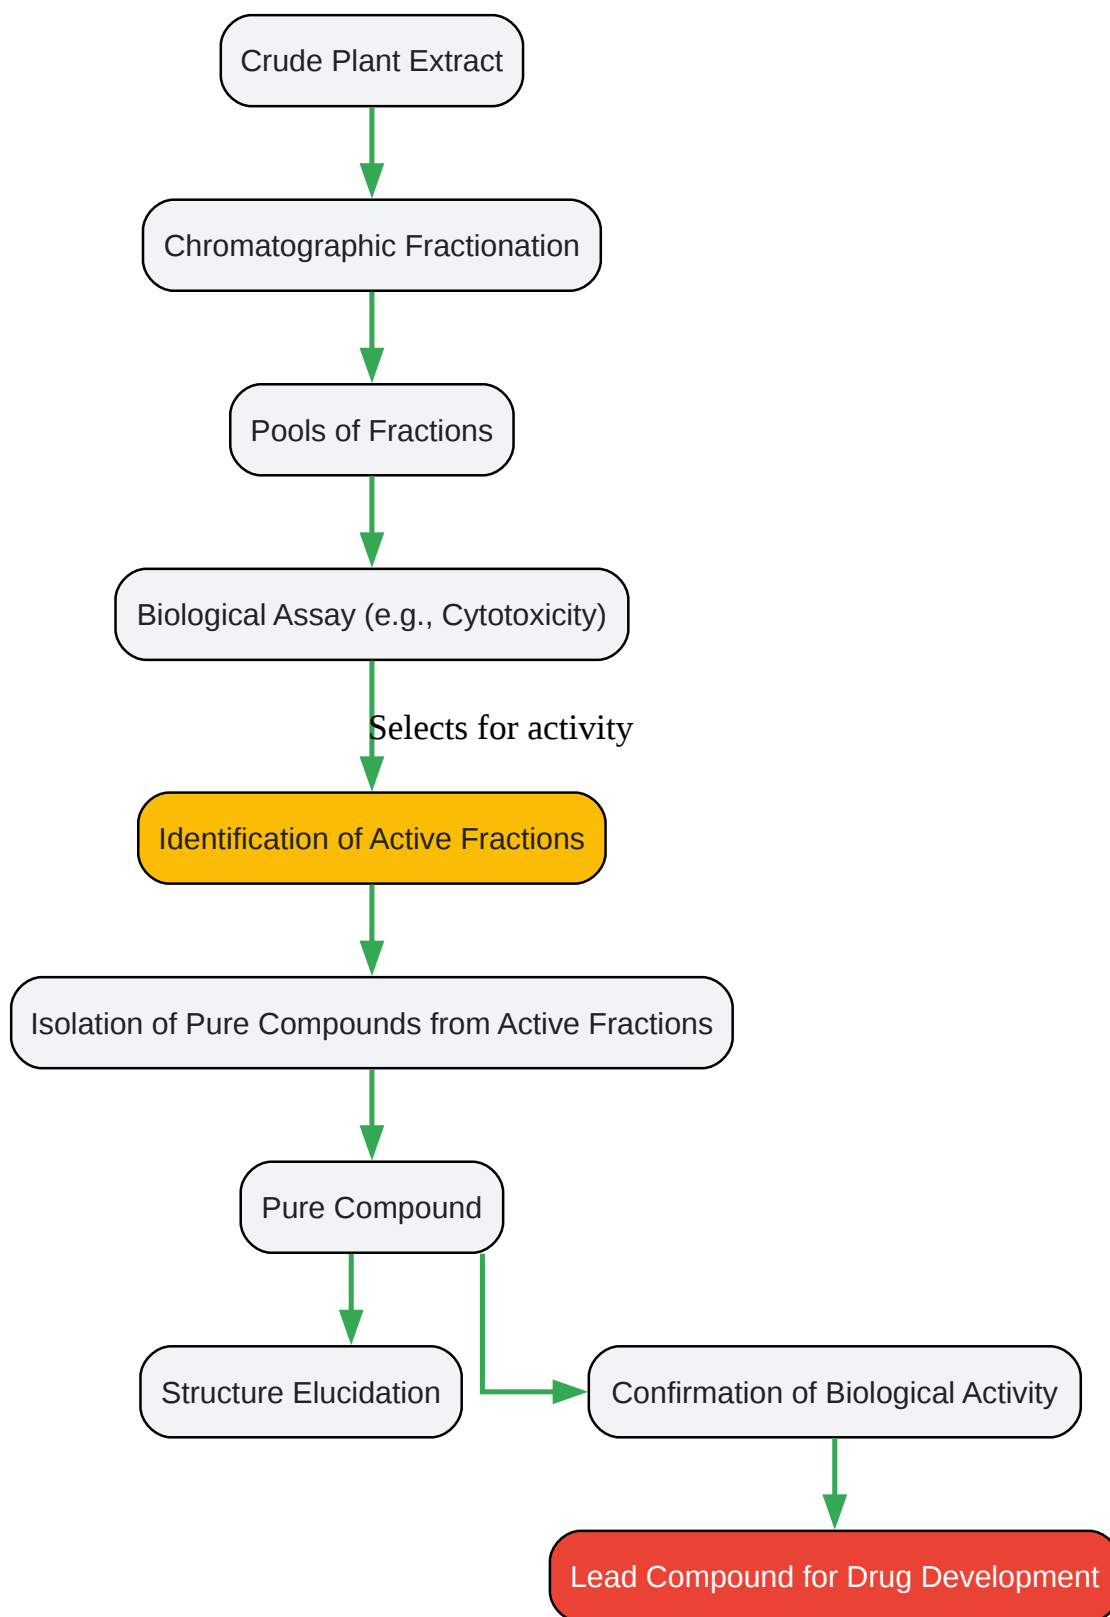 Crude Plant Extract
Chromatographic Fractionation
Pools of Fractions
Biological Assay (e.g., Cytotoxicity)
Selects for activity
Identification of Active Fractions
Isolation of Pure Compounds from Active Fractions
Pure Compound
Structure Elucidation
Confirmation of Biological Activity
Lead Compound for Drug Development